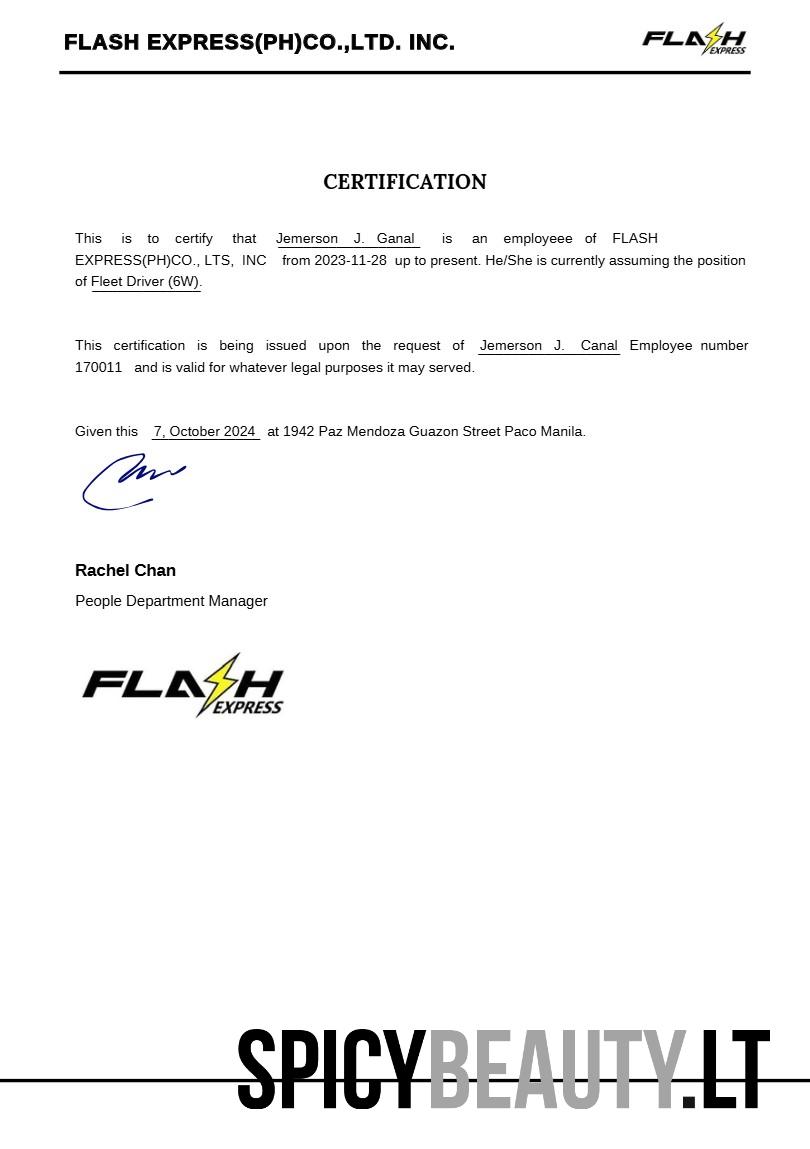 FLASH EXPRESS(PH)CO.,LTD. INC.
FLASH EXPRESS
CERTIFICATION
This is to certify that Jemerson J. Ganal is an employeee of FLASH
EXPRESS(PH)CO., LTS, INC from 2023-11-28 up to present. He/She is currently assuming the position
of Fleet Driver (6W).
This certification is being issued upon the request of Jemerson J. Canal Employee number
170011 and is valid for whatever legal purposes it may served.
Given this 7, October 2024 at 1942 Paz Mendoza Guazon Street Paco Manila.
Rachel Chan
People Department Manager
FLASH EXPRESS
SPICYBEAUTY.LT